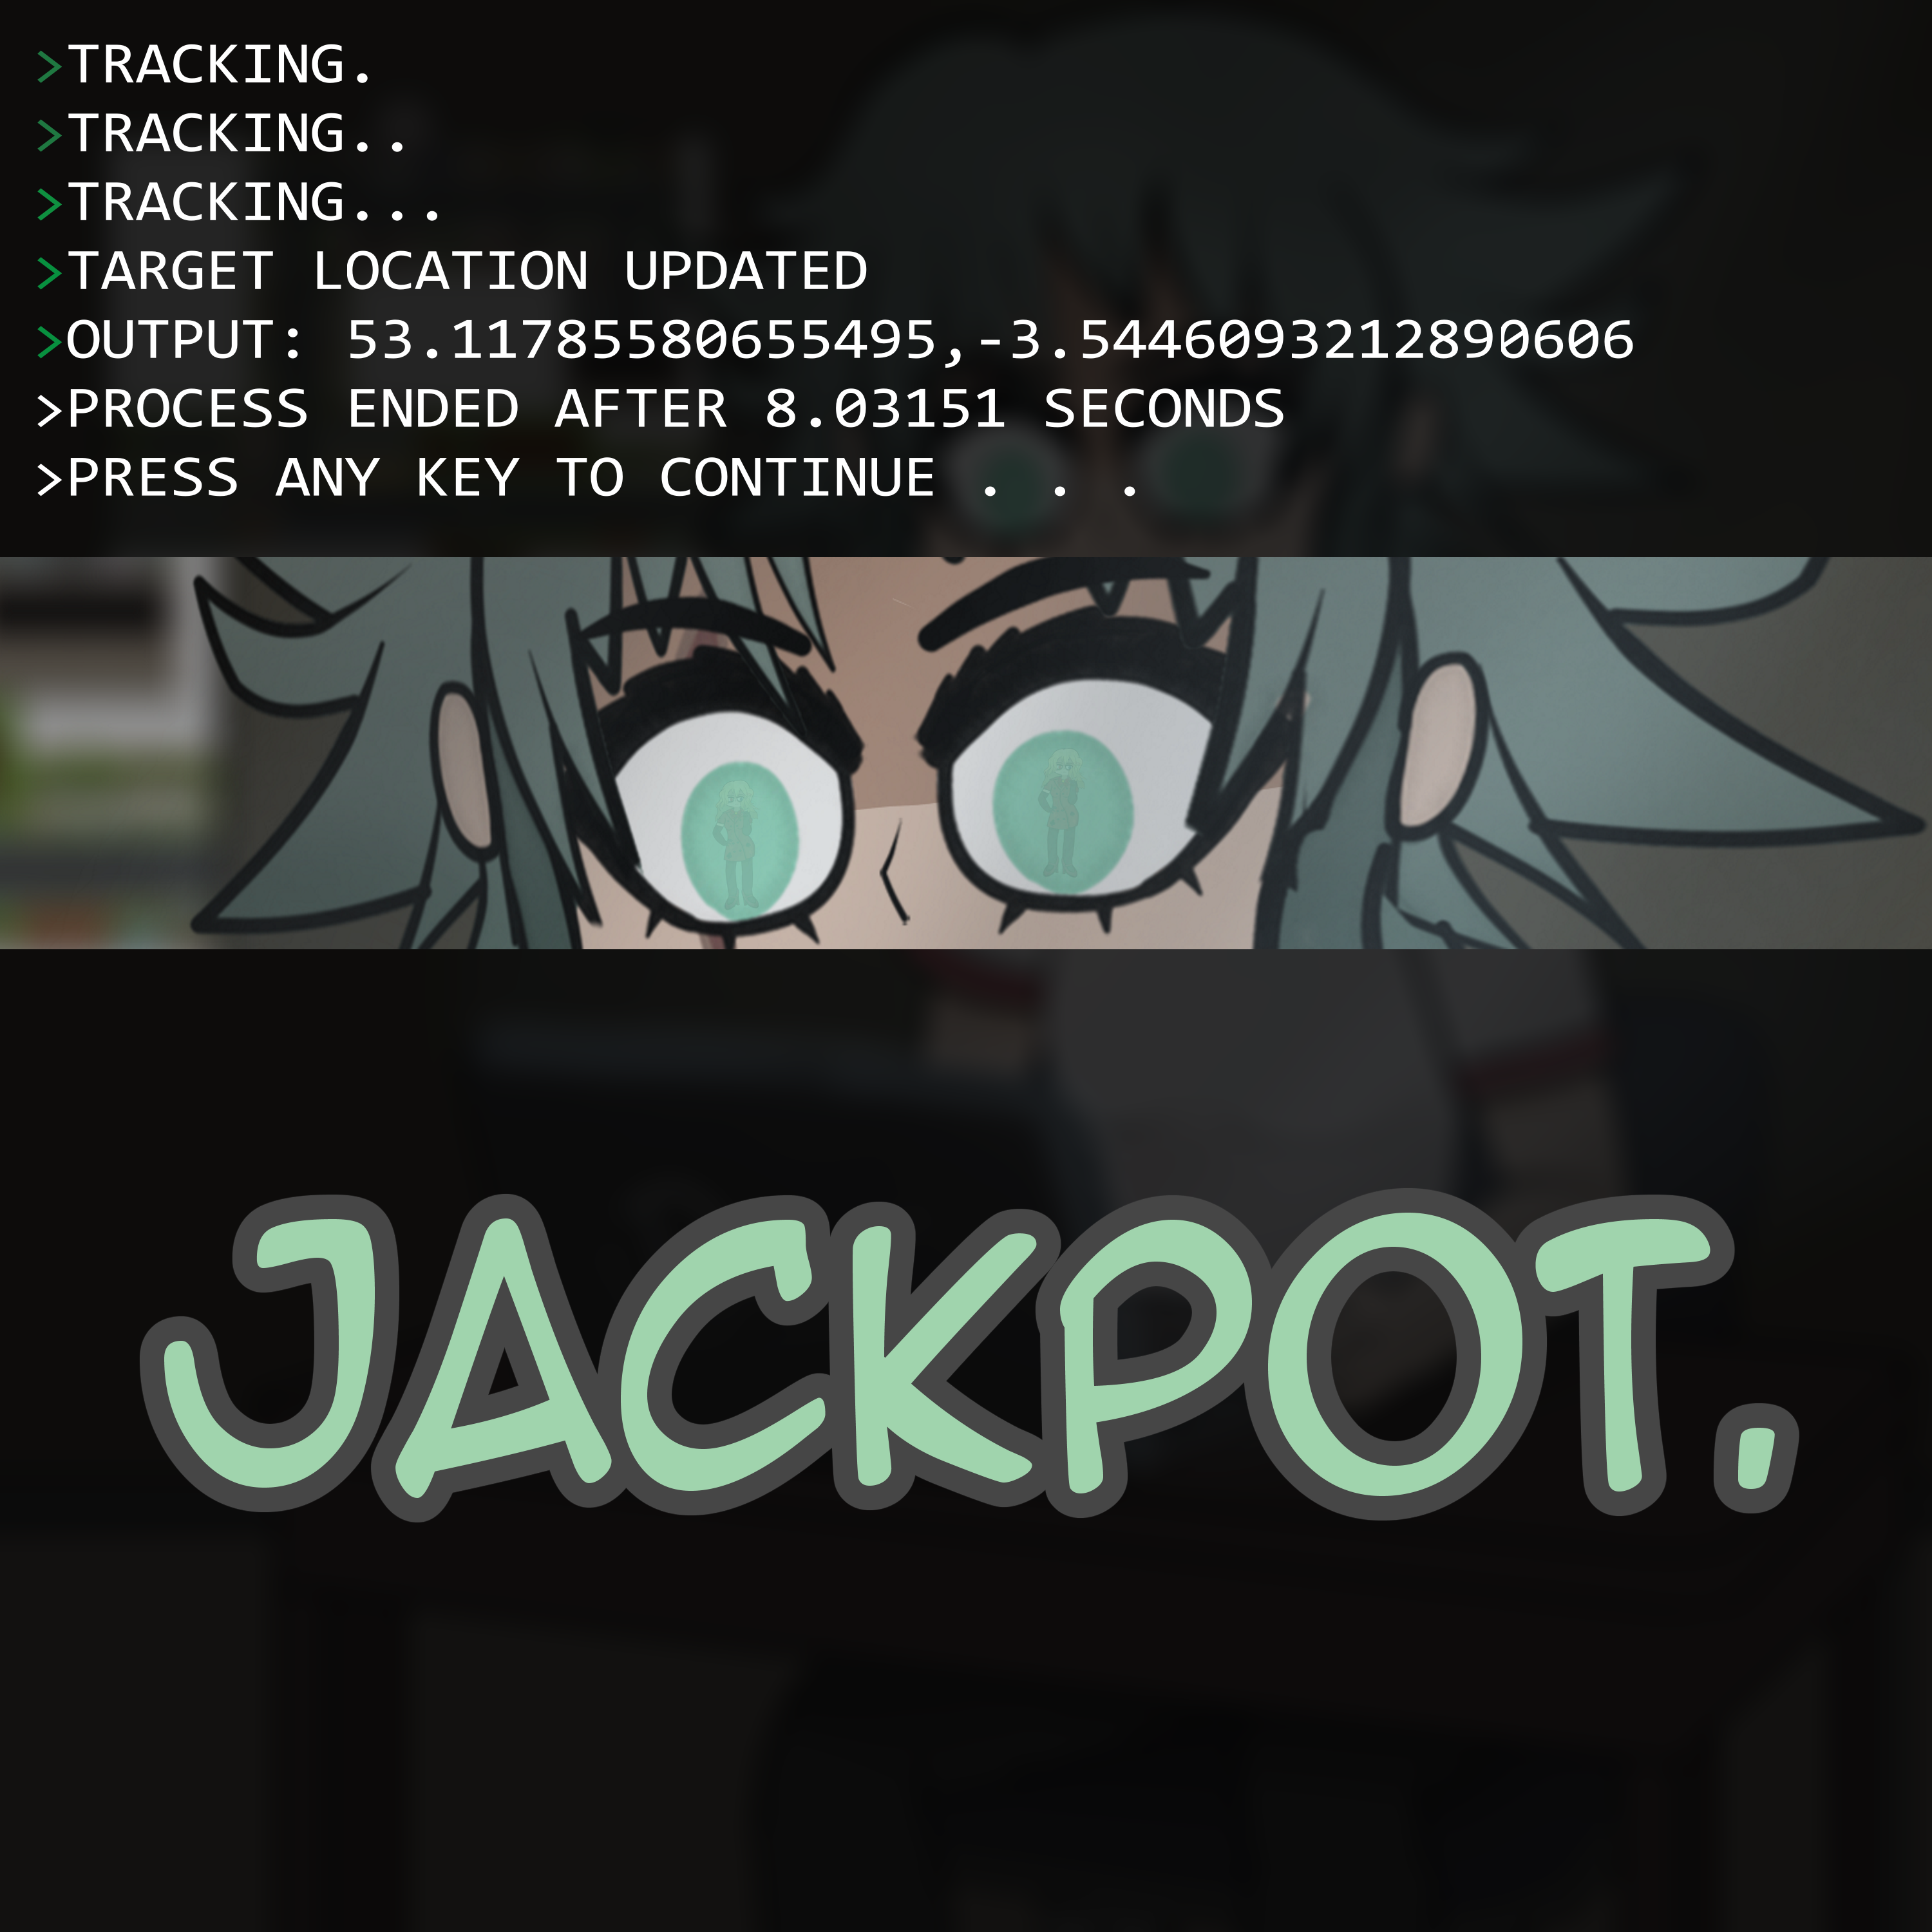 >TRACKING.
>TRACKING..
>TRACKING...
>TARGET LOCATION UPDATED
>OUTPUT: 53.11785580655495,-3.5446093212890606
>PROCESS ENDED AFTER 8.03151 SECONDS
>PRESS ANY KEY TO CONTINUE . . .
JACKPOT.